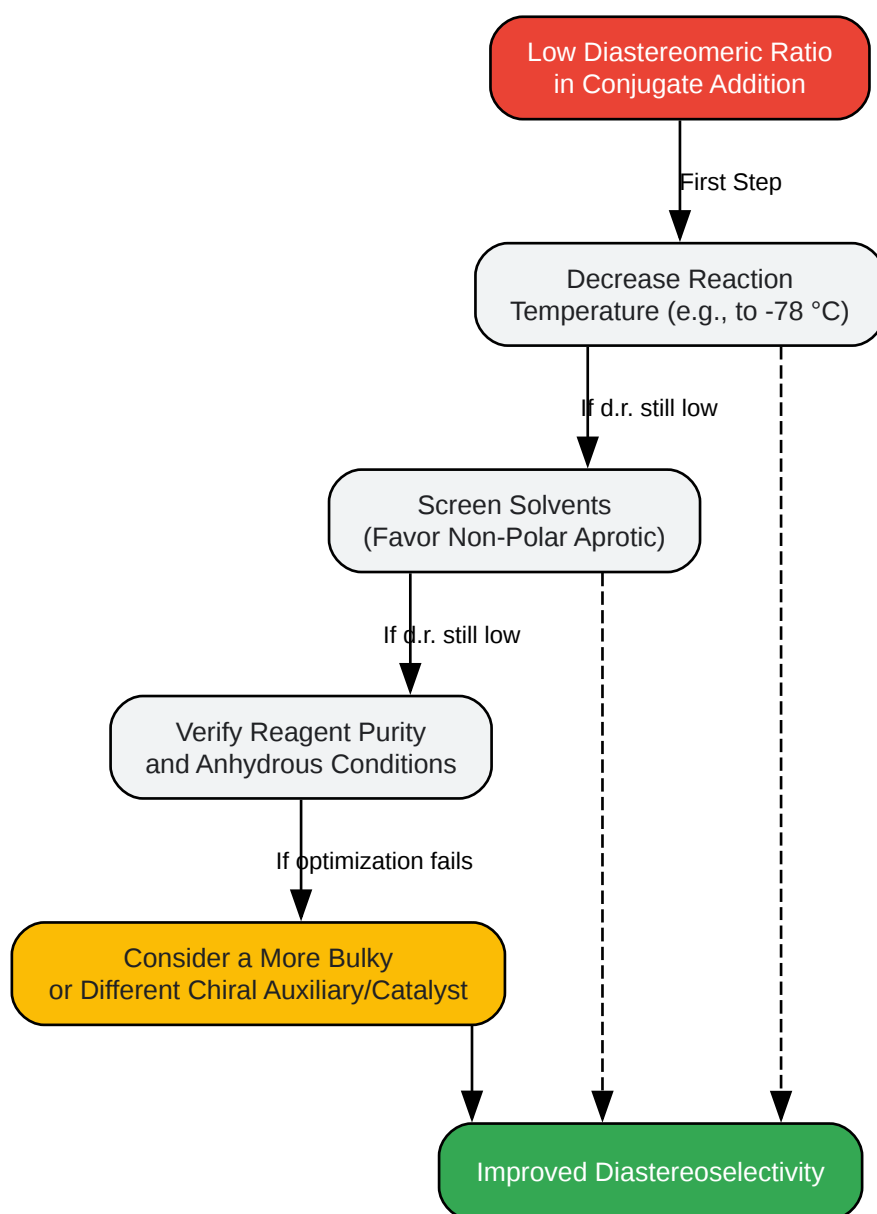 Low Diastereomeric Ratio
in Conjugate Addition
First Step
Decrease Reaction
Temperature (e.g., to -78 °C)
If d.r. still low
Screen Solvents
(Favor Non-Polar Aprotic)
If d.r. still low
Verify Reagent Purity
and Anhydrous Conditions
If optimization fails
Consider a More Bulky
or Different Chiral Auxiliary/Catalyst
Improved Diastereoselectivity